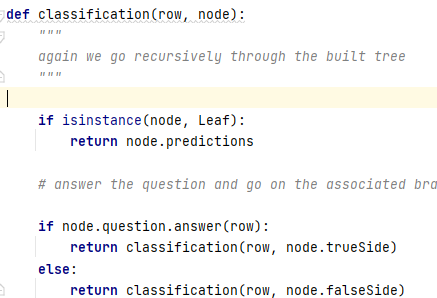 def classification(row, node):
    """
    again we go recursively through the built tree
    """
    if isinstance(node, Leaf):
        return node.predictions
    # answer the question and go on the associated bra
    if node.question.answer(row):
        return classification(row, node.trueSide)
    else:
        return classification(row, node.falseSide)